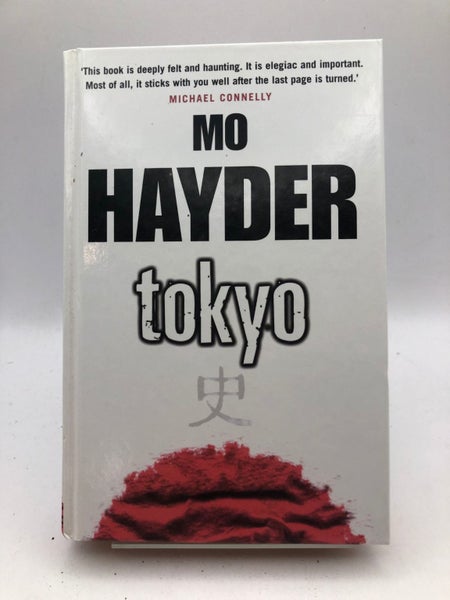 'This book is deeply felt and haunting. It is elegiac and important.
Most of all, it sticks with you well after the last page is turned.'
MICHAEL CONNELLY
MO
HAYDER
tokyo
史